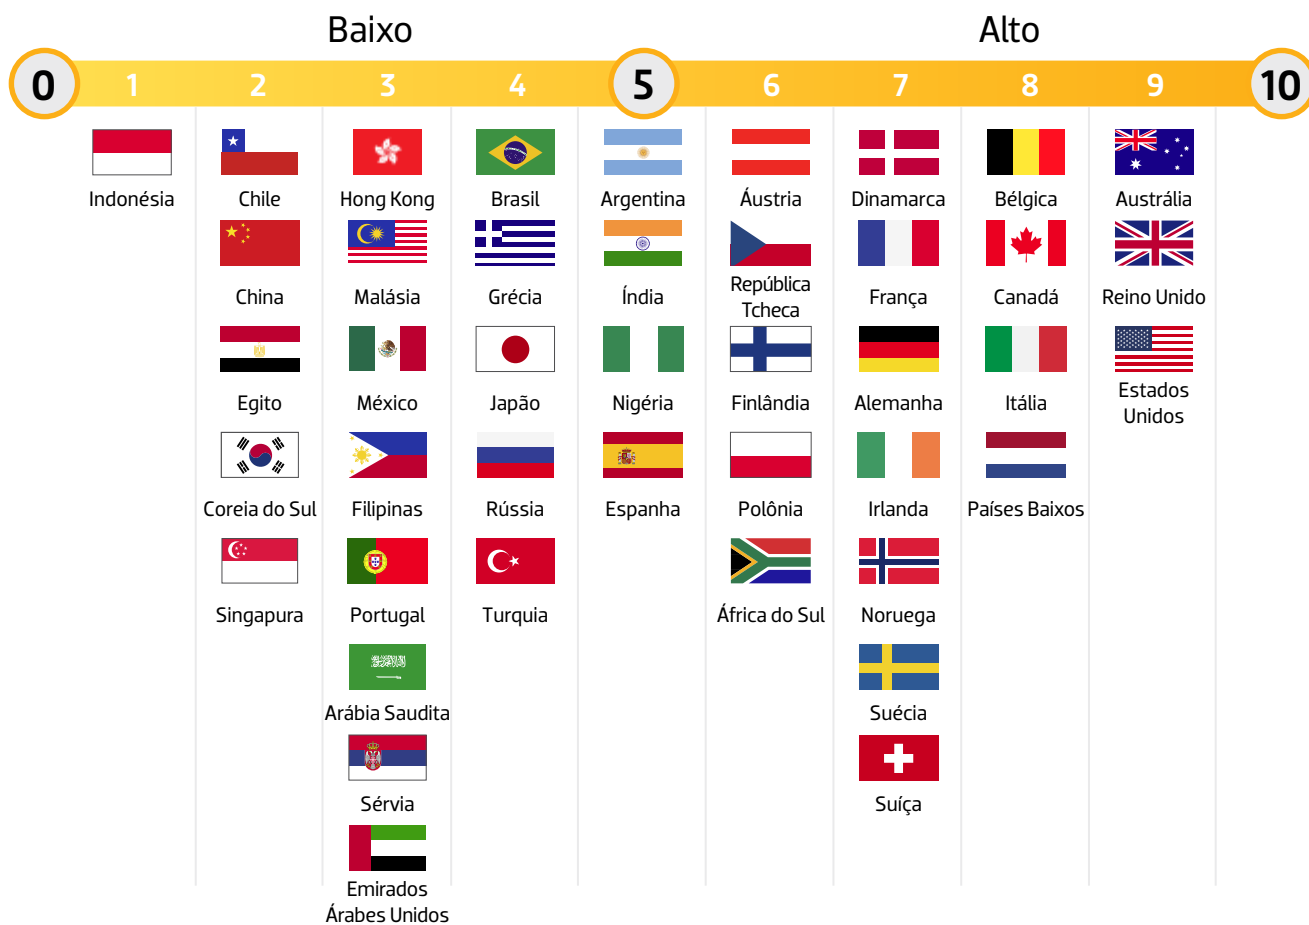 Baixo
Alto
0 1 2 3 4 5 6 7 8 9 10
Indonésia Chile Hong Kong Brasil Argentina Áustria Dinamarca Bélgica Austrália
China Malásia Grécia Índia República Tcheca França Canadá Reino Unido
Egito México Japão Nigéria Finlândia Alemanha Itália Estados Unidos
Coreia do Sul Filipinas Rússia Espanha Polônia Irlanda Países Baixos
Singapura Portugal Turquia África do Sul Noruega
Arábia Saudita Suécia
Sérvia Suíça
Emirados
Árabes Unidos